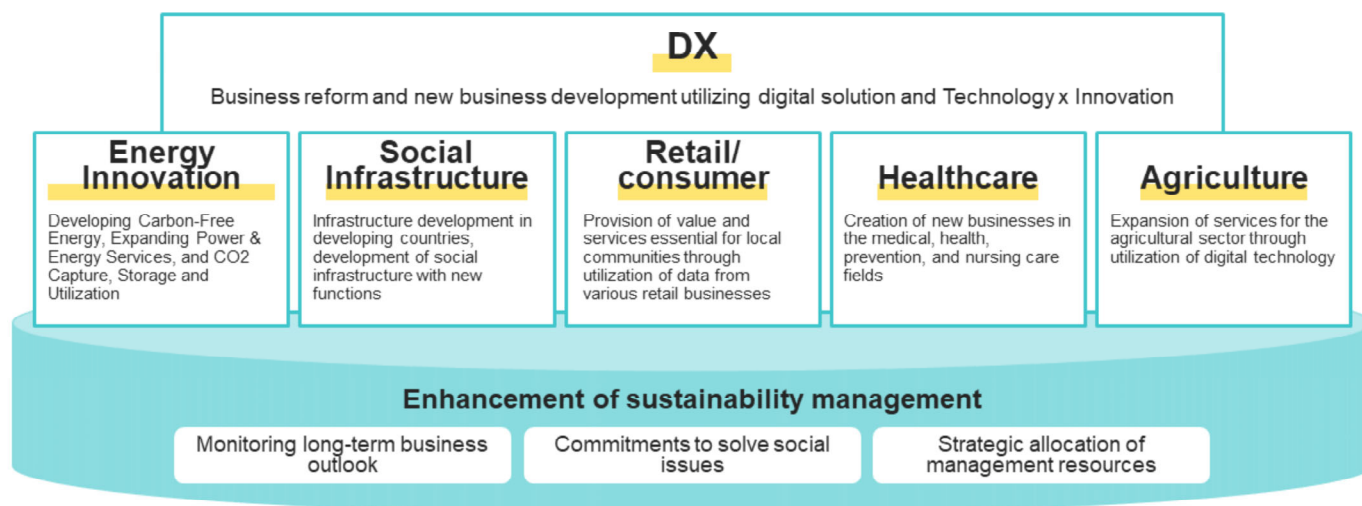 DX
Business reform and new business development utilizing digital solution and Technology x Innovation
Energy
Innovation
Developing Carbon-Free
Energy, Expanding Power &
Energy Services, and CO2
Capture, Storage and
Utilization
Social
Infrastructure
Infrastructure development in
developing countries,
development of social
infrastructure with new
functions
Retail/
consumer
Provision of value and
services essential for local
communities through
utilization of data from
various retail businesses
Healthcare
Creation of new businesses in
the medical, health,
prevention, and nursing care
fields
Agriculture
Expansion of services for the
agricultural sector through
utilization of digital technology
Enhancement of sustainability management
Monitoring long-term business
outlook
Commitments to solve social
issues
Strategic allocation of
management resources